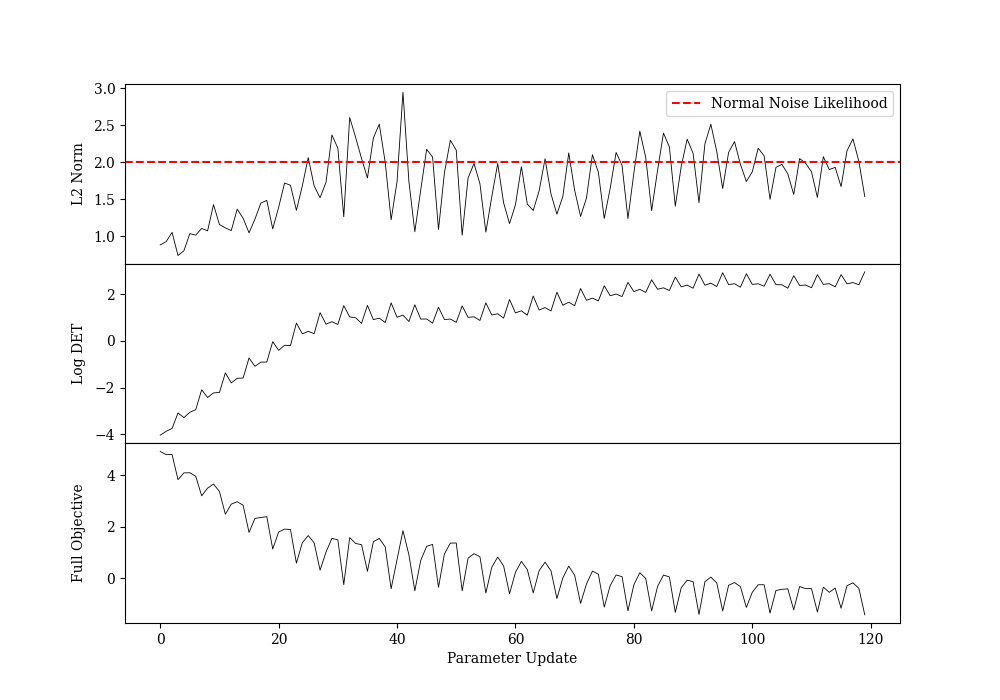 3.0
2.5
2.0
1.5
1.0
L2 Norm
Normal Noise Likelihood
2
0
−2
−4
Log DET
4
2
0
Full Objective
0 20 40 60 80 100 120
Parameter Update